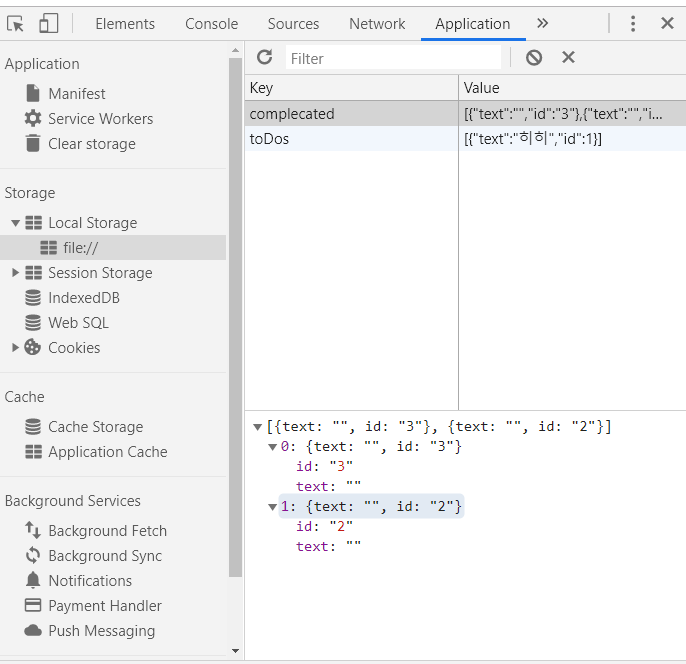 Elements Console Sources Network Application »
Application
Manifest
Service Workers
Clear storage
Storage
Local Storage
file://
Session Storage
IndexedDB
Web SQL
Cookies
Cache
Cache Storage
Application Cache
Background Services
Background Fetch
Background Sync
Notifications
Payment Handler
Push Messaging
Filter
Key Value
complecated [{"text":"","id":"3"},{"text":"","i...
toDos [{"text":"히히","id":1}]
[{text: "", id: "3"}, {text: "", id: "2"}]
0: {text: "", id: "3"}
id: "3"
text: ""
1: {text: "", id: "2"}
id: "2"
text: ""